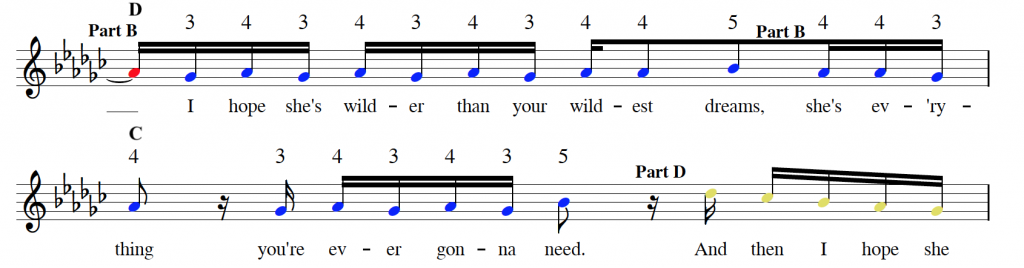 D
Part B 3 4 3 4 3 4 3 4 4 5 Part B 4 4 3
I hope she's wild - er than your wild - est dreams, she's ev - 'ry -
C
4 3 4 3 4 3 5 Part D
thing you're ev - er gon - na need. And then I hope she